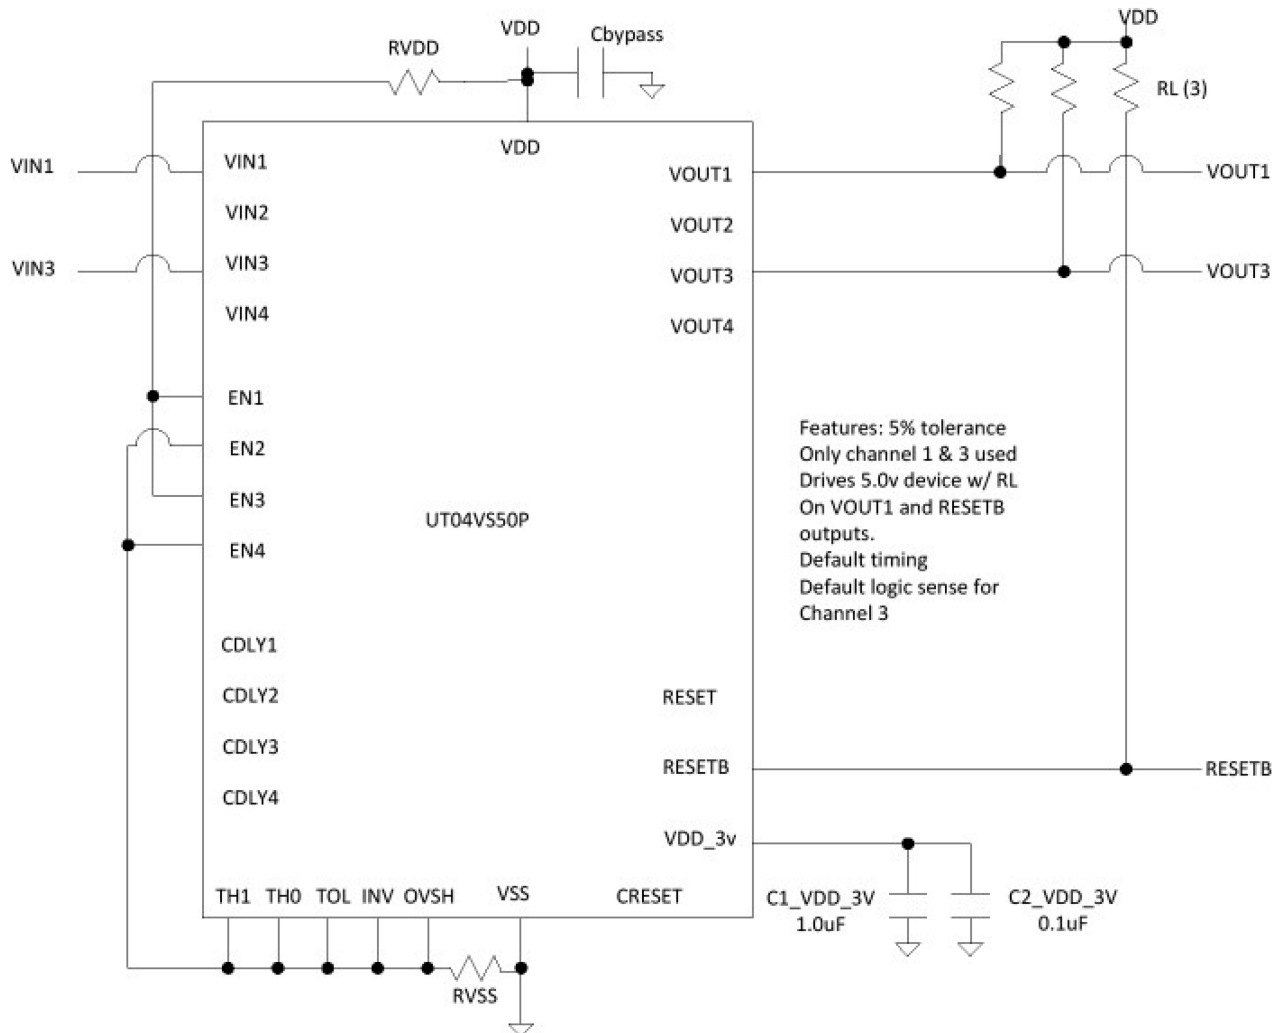 VDD
VDD
Cbypass
RVDD
RL (3)
VDD
VIN1
VIN1
VOUT1
VOUT1
VIN2
VOUT2
VIN3
VIN3
VOUT3
VOUT3
VIN4
VOUT4
EN1
EN2
EN3
EN4
UT04VS50P
Features: 5% tolerance
Only channel 1 & 3 used
Drives 5.0v device w/ RL
On VOUT1 and RESETB
outputs.
Default timing
Default logic sense for
Channel 3
CDLY1
CDLY2
CDLY3
CDLY4
RESET
RESETB
RESETB
VDD_3v
TH1
TH0
TOL
INV
OVSH
VSS
CRESET
C1_VDD_3V
1.0uF
C2_VDD_3V
0.1uF
RVSS